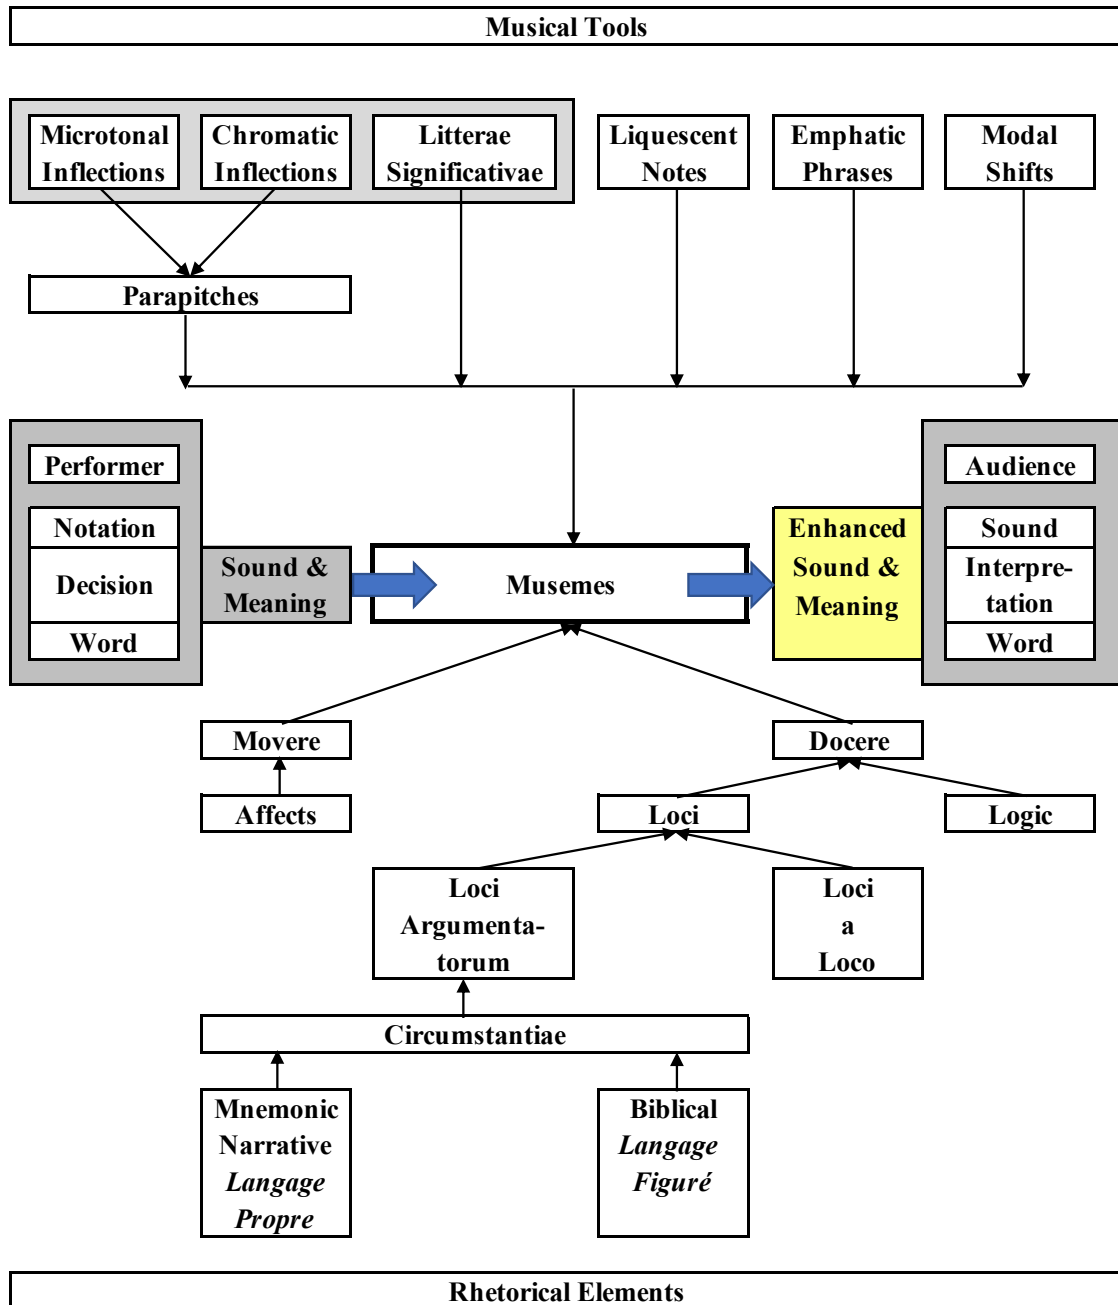 Musical Tools
Microtonal
Inflections
Chromatic
Inflections
Litterae
Significativae
Liquescent
Notes
Emphatic
Phrases
Modal
Shifts
Parapitches
Performer
Notation
Decision
Word
Sound &
Meaning
Musemes
Enhanced
Sound &
Meaning
Audience
Sound
Interpre-
tation
Word
Movere
Docere
Affects
Loci
Logic
Loci
Argumenta-
torum
Loci
a
Loco
Circumstantiae
Mnemonic
Narrative
Langage
Propre
Biblical
Langage
Figuré
Rhetorical Elements